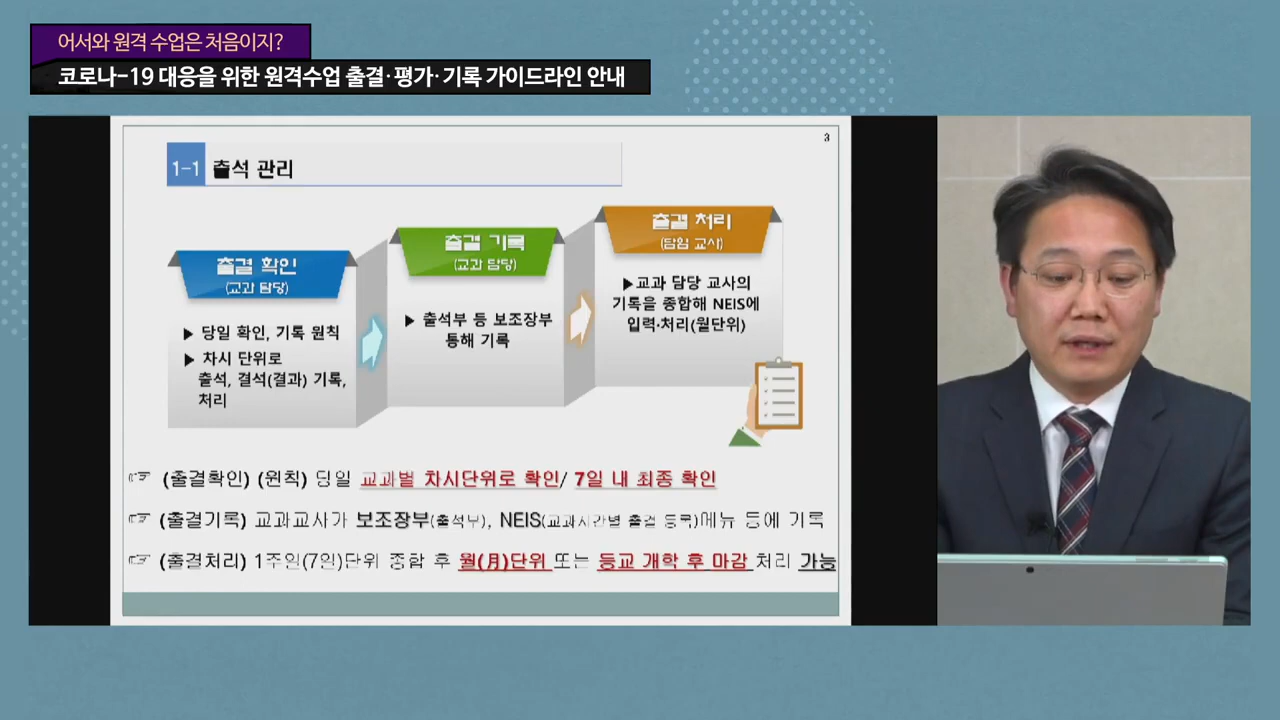 어서와 원격 수업은 처음이지?
코로나-19 대응을 위한 원격수업 출결·평가·기록 가이드라인 안내
3
1-1 출석 관리
출결 확인
(교과 담당)
▶ 당일 확인, 기록 원칙
▶ 차시 단위로
출석, 결석(결과) 기록,
처리
출결 기록
(교과 담당)
▶ 출석부 등 보조장부
통해 기록
출결 처리
(담임 교사)
▶교과 담당 교사의
기록을 종합해 NEIS에
입력·처리(월단위)
☞ (출결확인) (원칙) 당일 교과별 차시단위로 확인/ 7일 내 최종 확인
☞ (출결기록) 교과교사가 보조장부(출석부), NEIS(교과시간별 출결 등록)메뉴 등에 기록
☞ (출결처리) 1주일(7일)단위 종합 후 월(月)단위 또는 등교 개학 후 마감 처리 가능